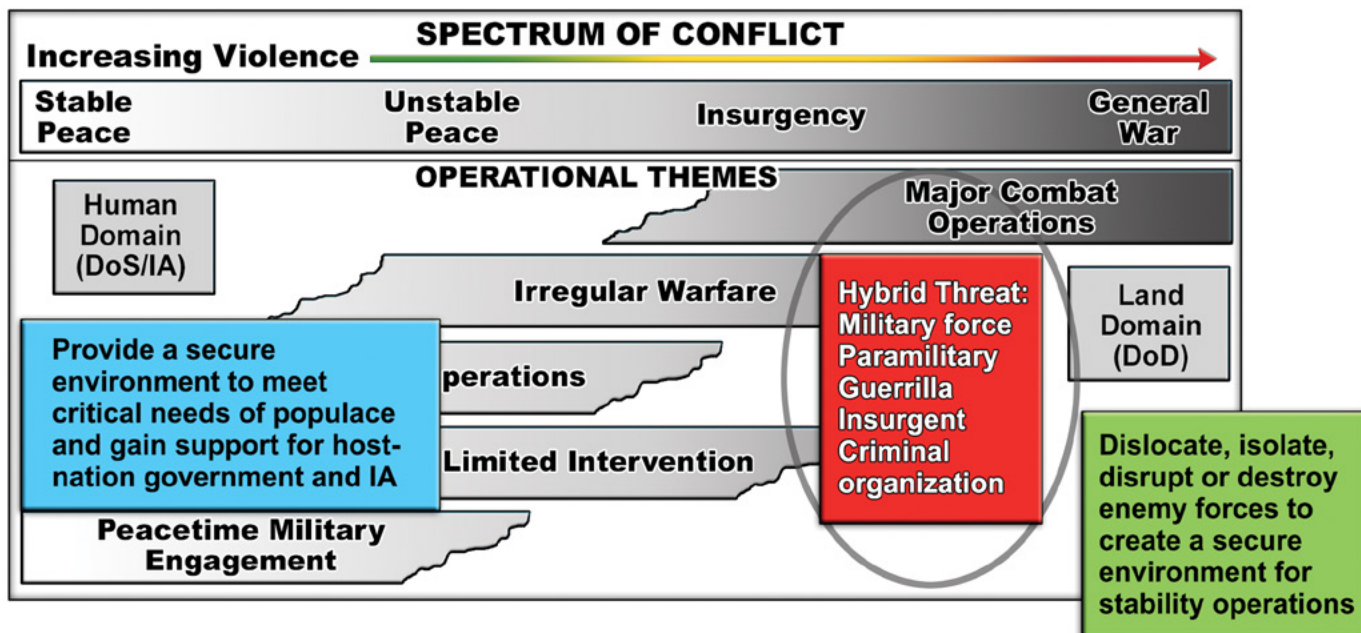 SPECTRUM OF CONFLICT
Increasing Violence
Stable
Peace
Unstable
Peace
Insurgency
General
War
OPERATIONAL THEMES
Human
Domain
(DoS/IA)
Major Combat
Operations
Irregular Warfare
Hybrid Threat:
Military force
Paramilitary
Guerrilla
Insurgent
Criminal
organization
Land
Domain
(DoD)
Provide a secure
environment to meet
critical needs of populace
and gain support for host-
nation government and IA
perations
Limited Intervention
Peacetime Military
Engagement
Dislocate, isolate,
disrupt or destroy
enemy forces to
create a secure
environment for
stability operations